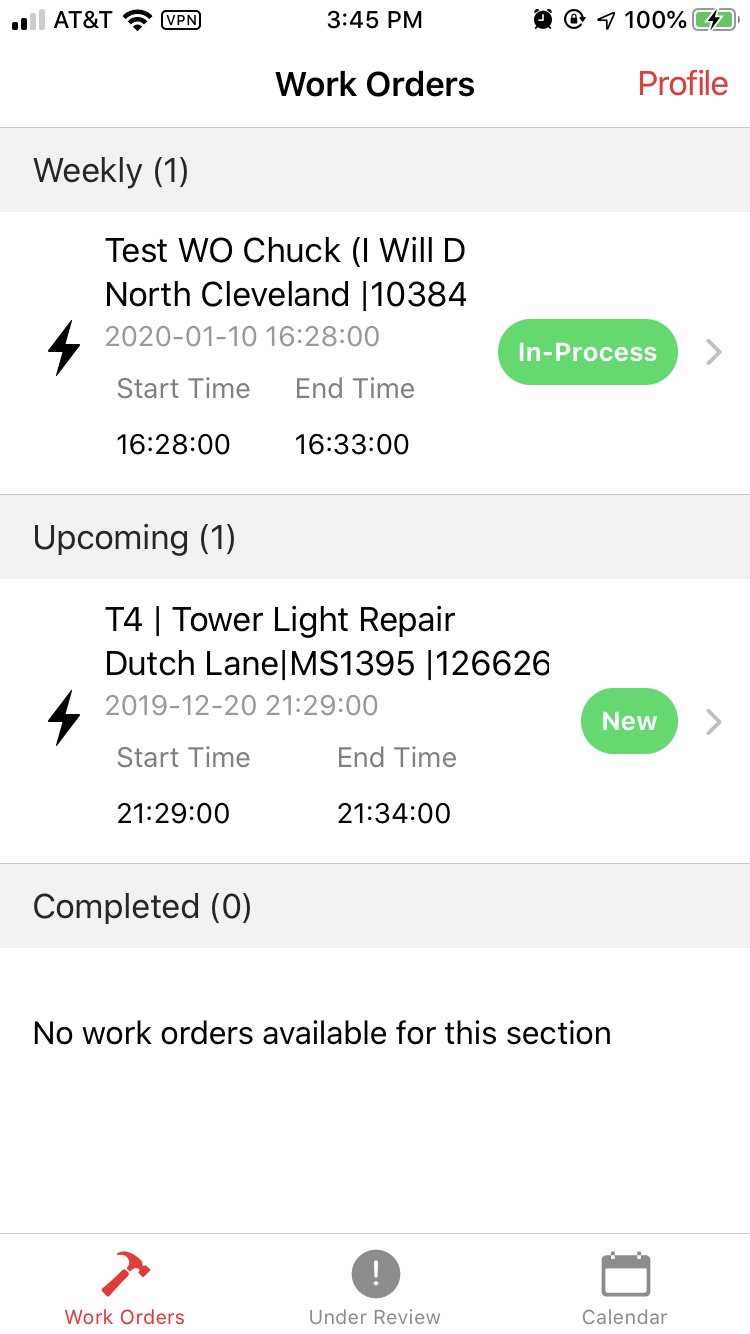 AT&T VPN 3:45 PM 100%
Work Orders Profile
Weekly (1)
Test WO Chuck (I Will D
North Cleveland |10384
2020-01-10 16:28:00
In-Process
Start Time End Time
16:28:00 16:33:00
Upcoming (1)
T4 | Tower Light Repair
Dutch Lane|MS1395 |126626
2019-12-20 21:29:00
New
Start Time End Time
21:29:00 21:34:00
Completed (0)
No work orders available for this section
Work Orders Under Review Calendar